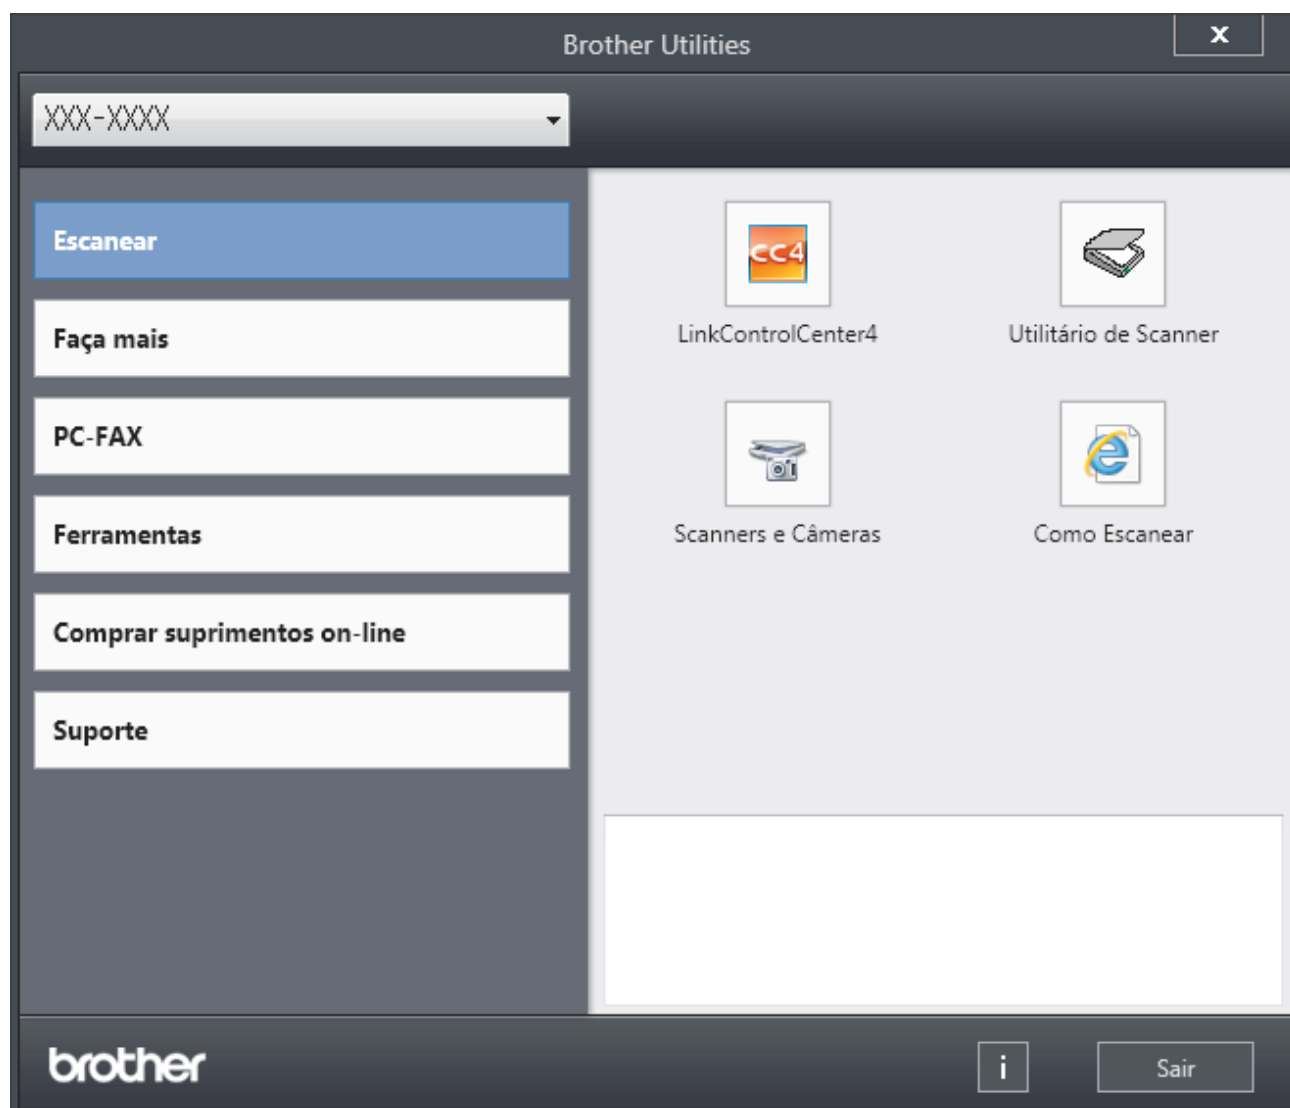 Brother Utilities
x
XXX-XXXX
Escanear
Faça mais
PC-FAX
Ferramentas
Comprar suprimentos on-line
Suporte
cc4
LinkControlCenter4
Utilitário de Scanner
Scanners e Câmeras
Como Escanear
brother
i
Sair